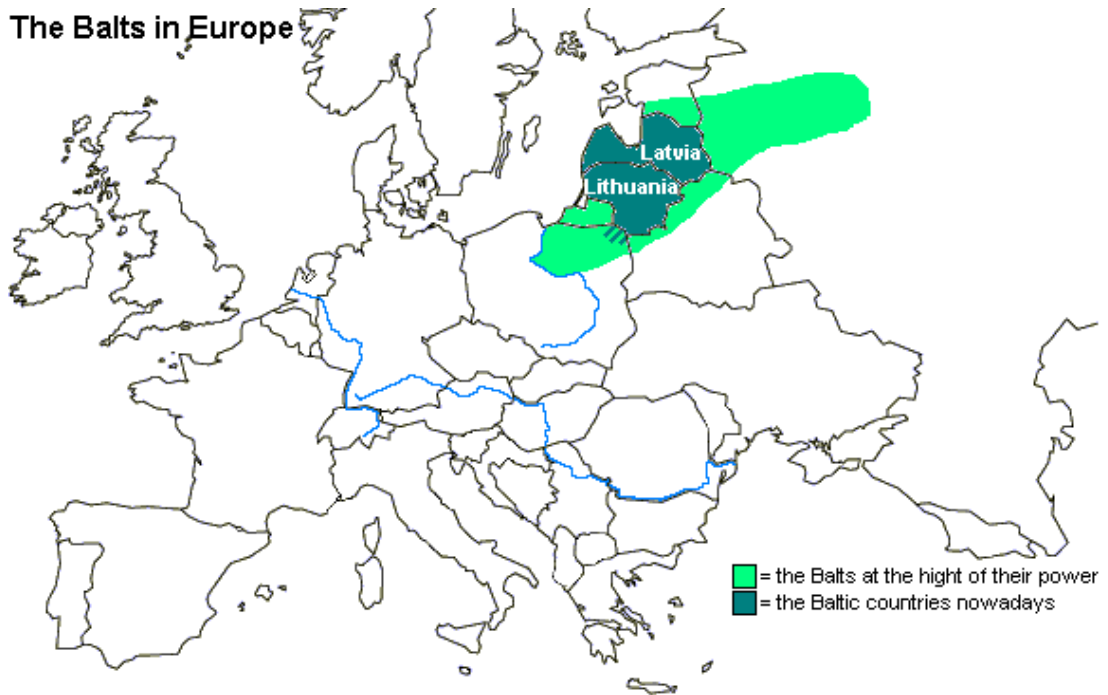 The Balts in Europe
Latvia
Lithuania
= the Balts at the hight of their power
= the Baltic countries nowadays